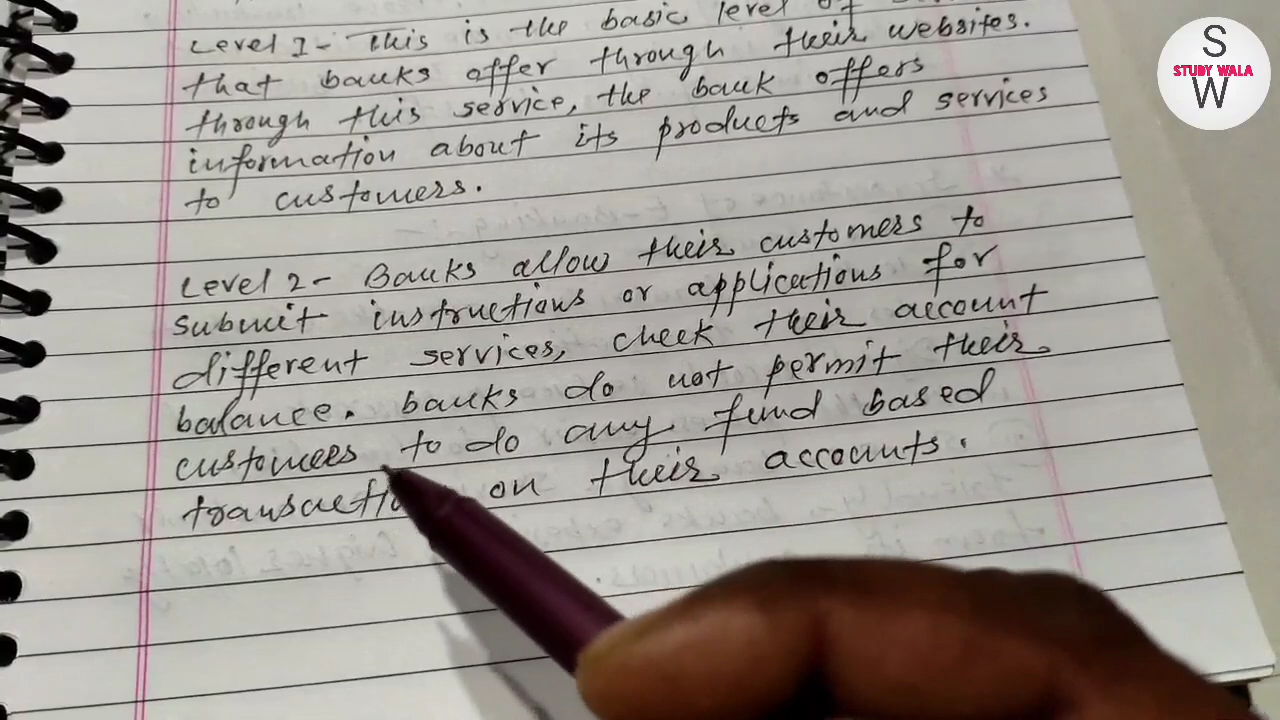 Level 1- This is the basic level of
that banks offer through their websites.
through this service, the bank offers
information about its products and services
to customers.
Level 2- Banks allow their customers to
submit instructions or applications for
different services, check their account
balance. banks do not permit their
customers to do any fund based
transaction on their accounts.
S
STUDY WALA
W